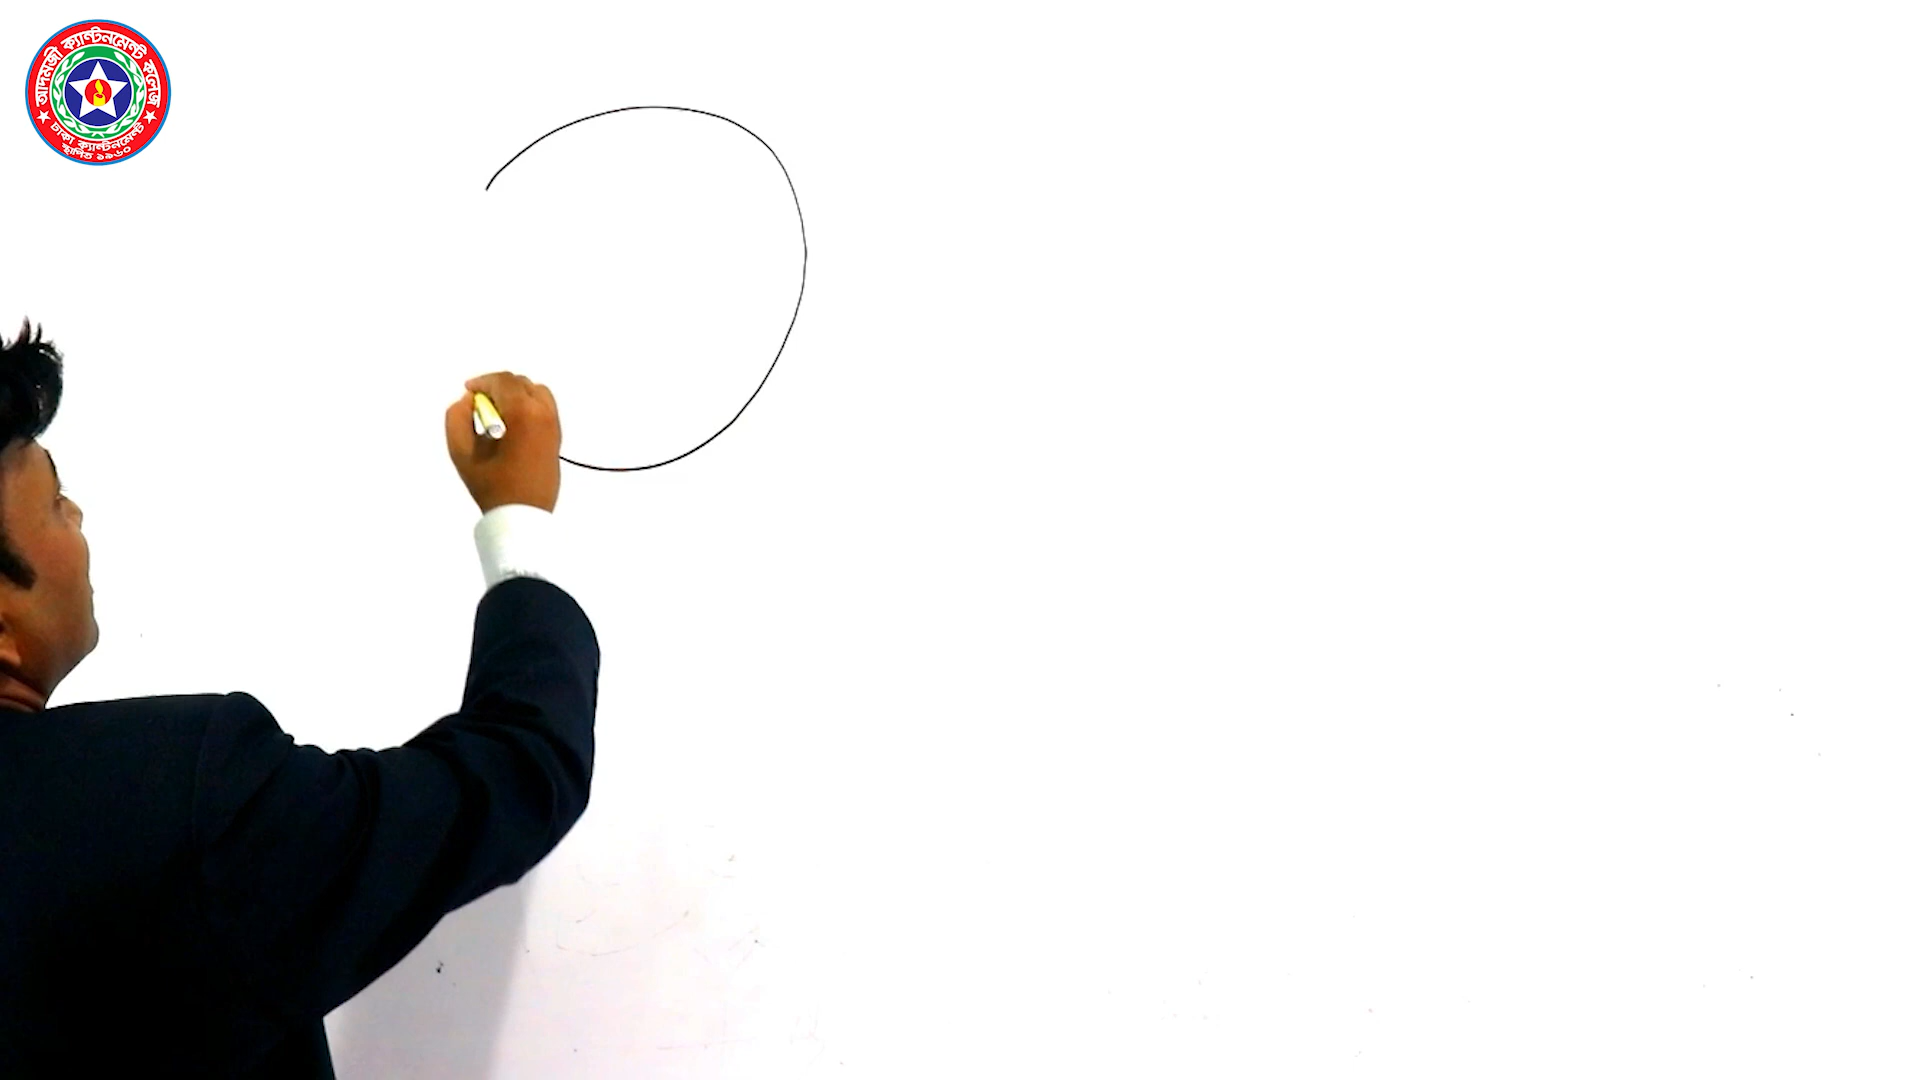 আদমজী ক্যান্টনমেন্ট কলেজ
ঢাকা ক্যান্টনমেন্ট
স্থাপিত ১৯৬০